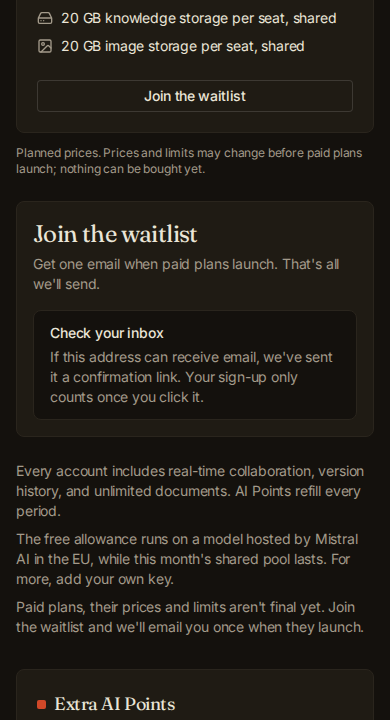 20 GB knowledge storage per seat, shared
20 GB image storage per seat, shared
Join the waitlist
Planned prices. Prices and limits may change before paid plans
launch; nothing can be bought yet.
Join the waitlist
Get one email when paid plans launch. That's all
we'll send.
Check your inbox
If this address can receive email, we've sent
it a confirmation link. Your sign-up only
counts once you click it.
Every account includes real-time collaboration, version
history, and unlimited documents. AI Points refill every
period.
The free allowance runs on a model hosted by Mistral
AI in the EU, while this month's shared pool lasts. For
more, add your own key.
Paid plans, their prices and limits aren't final yet. Join
the waitlist and we'll email you once when they launch.
Extra AI Points